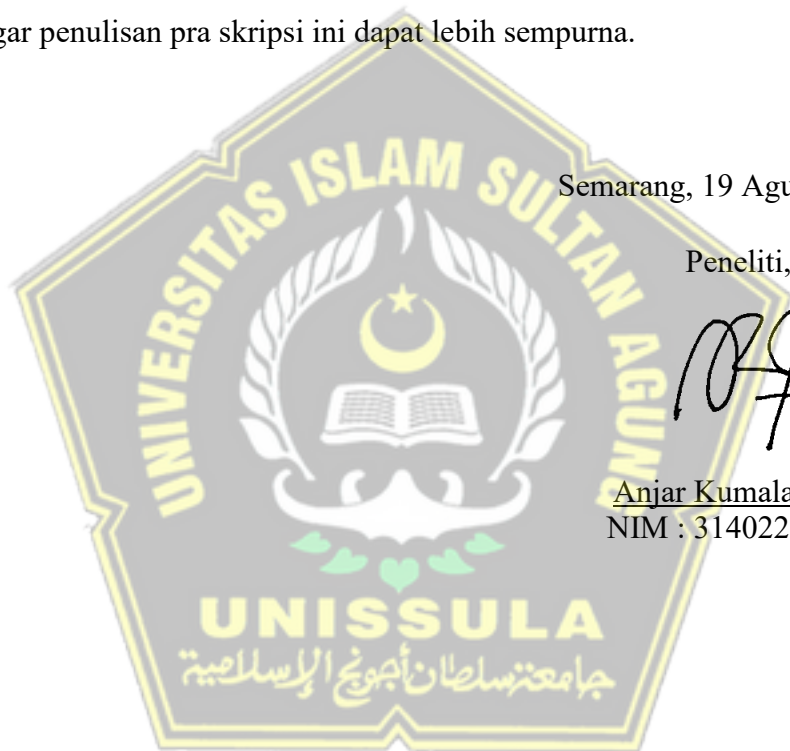 gar penulisan pra skripsi ini dapat lebih sempurna.
Semarang, 19 Agu
Peneliti,
Anjar Kumala
NIM : 314022
UNIVERSITAS ISLAM SULTAN AGUNG
UNISSULA
جامعة سلطان أجونج الإسلامية